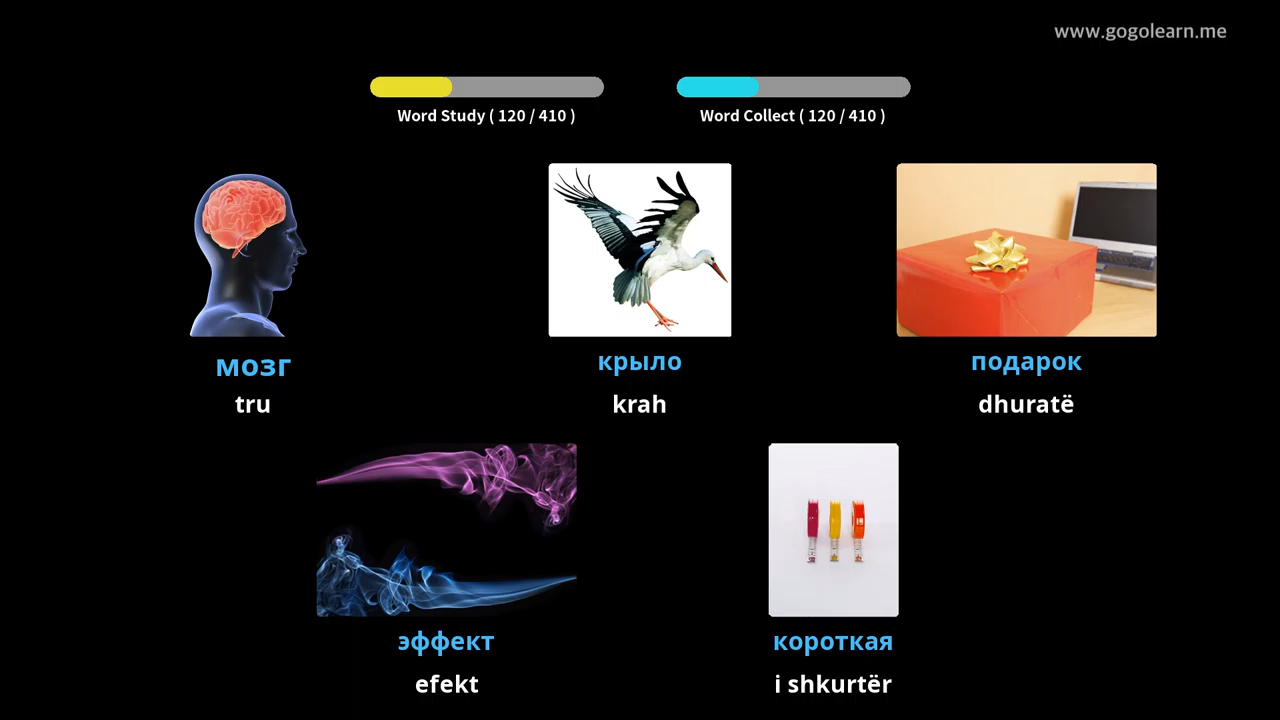 www.gogolearn.me
Word Study ( 120 / 410 )
Word Collect ( 120 / 410 )
мозг
tru
крыло
krah
подарок
dhuratë
эффект
efekt
короткая
i shkurtër